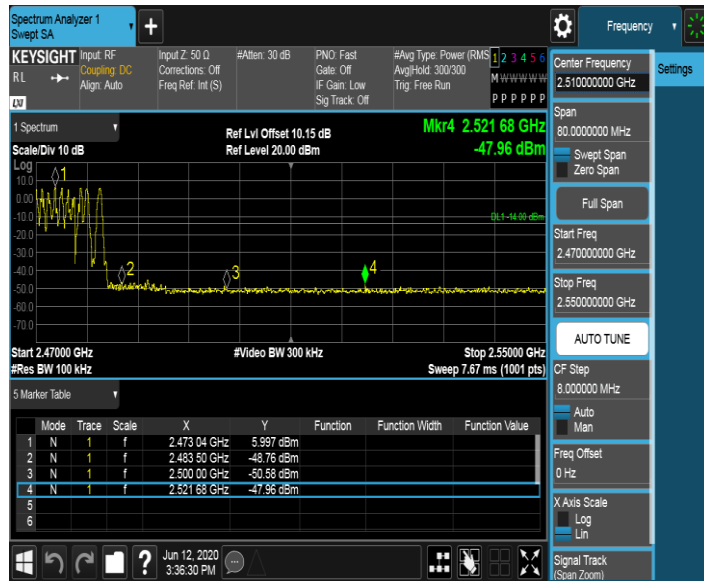 Spectrum Analyzer 1
Swept SA
+
Frequency
KEYSIGHT
RL
LXI
Input: RF
Coupling: DC
Align: Auto
Input Z: 50 Ω
Corrections: Off
Freq Ref: Int (S)
#Atten: 30 dB
PNO: Fast
Gate: Off
IF Gain: Low
Sig Track: Off
#Avg Type: Power (RMS
Avg|Hold: 300/300
Trig: Free Run
1 2 3 4 5 6
M W W W W W
P P P P P P
1 Spectrum
Scale/Div 10 dB
Ref Lvl Offset 10.15 dB
Ref Level 20.00 dBm
Mkr4 2.521 68 GHz
-47.96 dBm
Log
10.0
0.00
-10.0
-20.0
-30.0
-40.0
-50.0
-60.0
-70.0
1
2
3
4
DL1 -14.00 dBm
Start 2.47000 GHz
#Res BW 100 kHz
#Video BW 300 kHz
Stop 2.55000 GHz
Sweep 7.67 ms (1001 pts)
5 Marker Table
Mode Trace Scale X Y Function Function Width Function Value
1 N 1 f 2.473 04 GHz 5.997 dBm
2 N 1 f 2.483 50 GHz -48.76 dBm
3 N 1 f 2.500 00 GHz -50.58 dBm
4 N 1 f 2.521 68 GHz -47.96 dBm
5
6
?
Jun 12, 2020
3:36:30 PM
Center Frequency
2.510000000 GHz
Span
80.0000000 MHz
Swept Span
Zero Span
Full Span
Start Freq
2.470000000 GHz
Stop Freq
2.550000000 GHz
AUTO TUNE
CF Step
8.000000 MHz
Auto
Man
Freq Offset
0 Hz
X Axis Scale
Log
Lin
Signal Track
(Span Zoom)
Settings